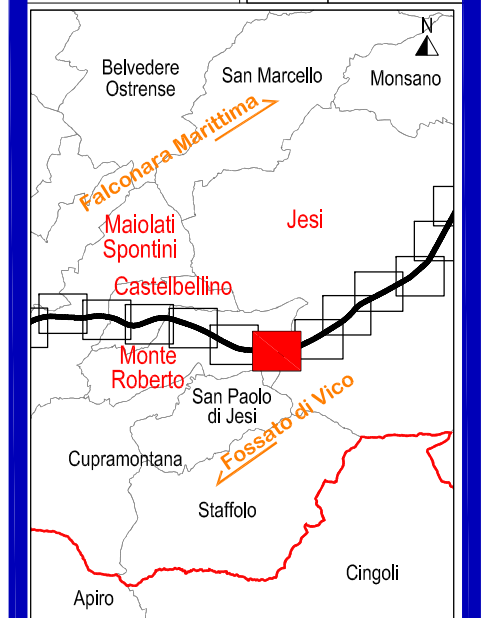 N
Belvedere
Ostrense
San Marcello
Monsano
Falconara Marittima
Maiolati
Spontini
Jesi
Castelbellino
Monte
Roberto
San Paolo
di Jesi
Fossato di Vico
Cupramontana
Staffolo
Cingoli
Apiro